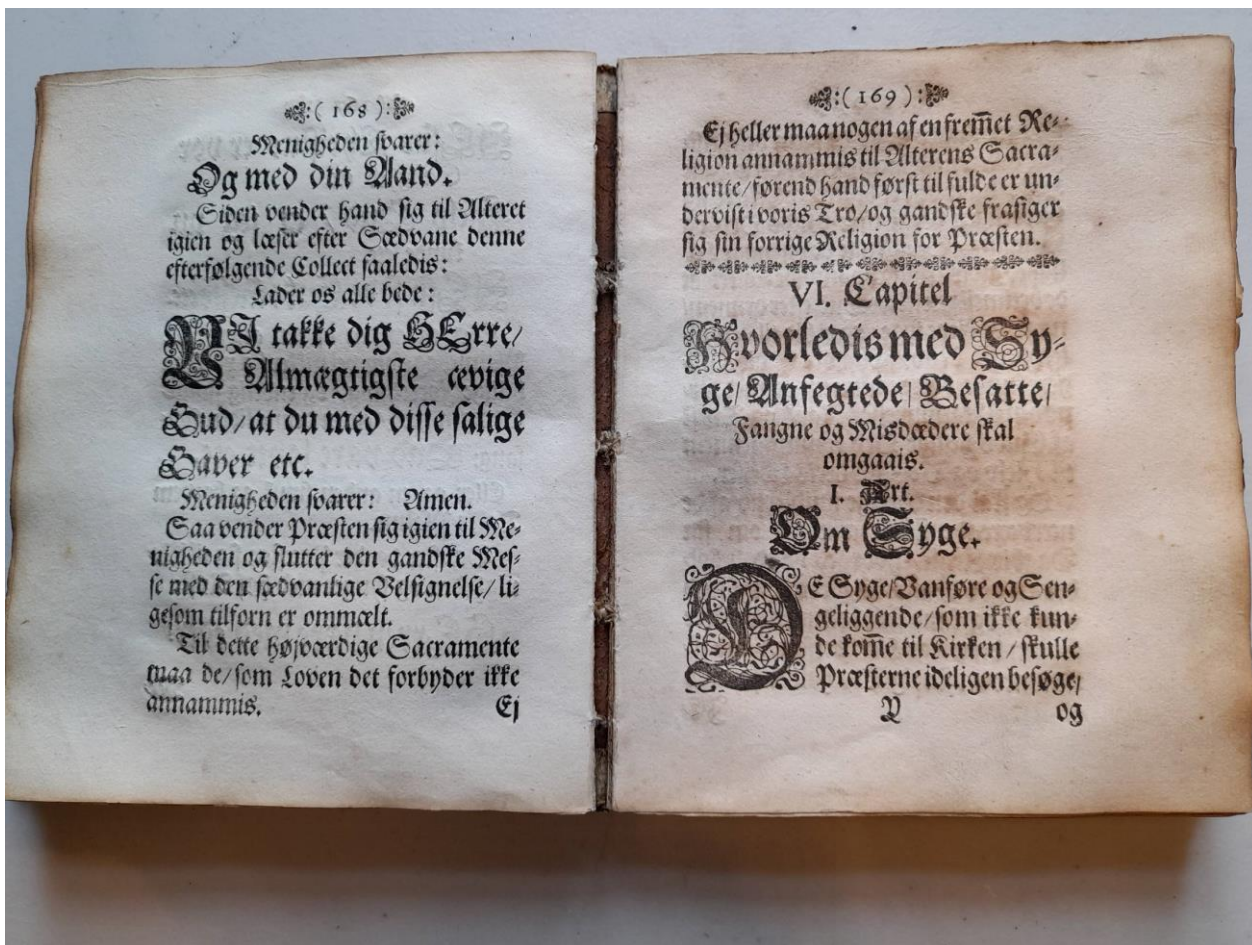 :( 168 ):
Menigheden svarer:
Og med din Aand.
Siden vender hand sig til Alteret
igien og læser efter Sædvane denne
efterfølgende Collect saaledis:
Lader os alle bede:
VI takke dig HErre/
Almægtigste ævige
Gud/ at du med disse salige
Gaver etc.
Menigheden svarer: Amen.
Saa vender Præsten sig igien til Me-
nigheden og slutter den gandske Mes-
se med den sædvanlige Velsignelse/ li-
gesom tilforn er ommælt.
Til dette højværdige Sacramente
maa de/ som Loven det forbyder ikke
annammis. Ej
:( 169 ):
Ej heller maa nogen af en frem̅et Re-
ligion annammis til Alterens Sacra-
mente/ førend hand først til fulde er un-
dervist i voris Tro/ og gandske frasiger
sig sin forrige Religion for Præsten.
VI. Capitel
Hvorledis med Sy-
ge/ Anfegtede/ Besatte/
Fangne og Misdædere skal
omgaais.
I. Art.
Om Syge.
DE Syge/ Vanføre og Sen-
geliggende/ som ikke kun-
de kom̅e til Kirken/ skulle
Præsterne ideligen besøge/
Y og